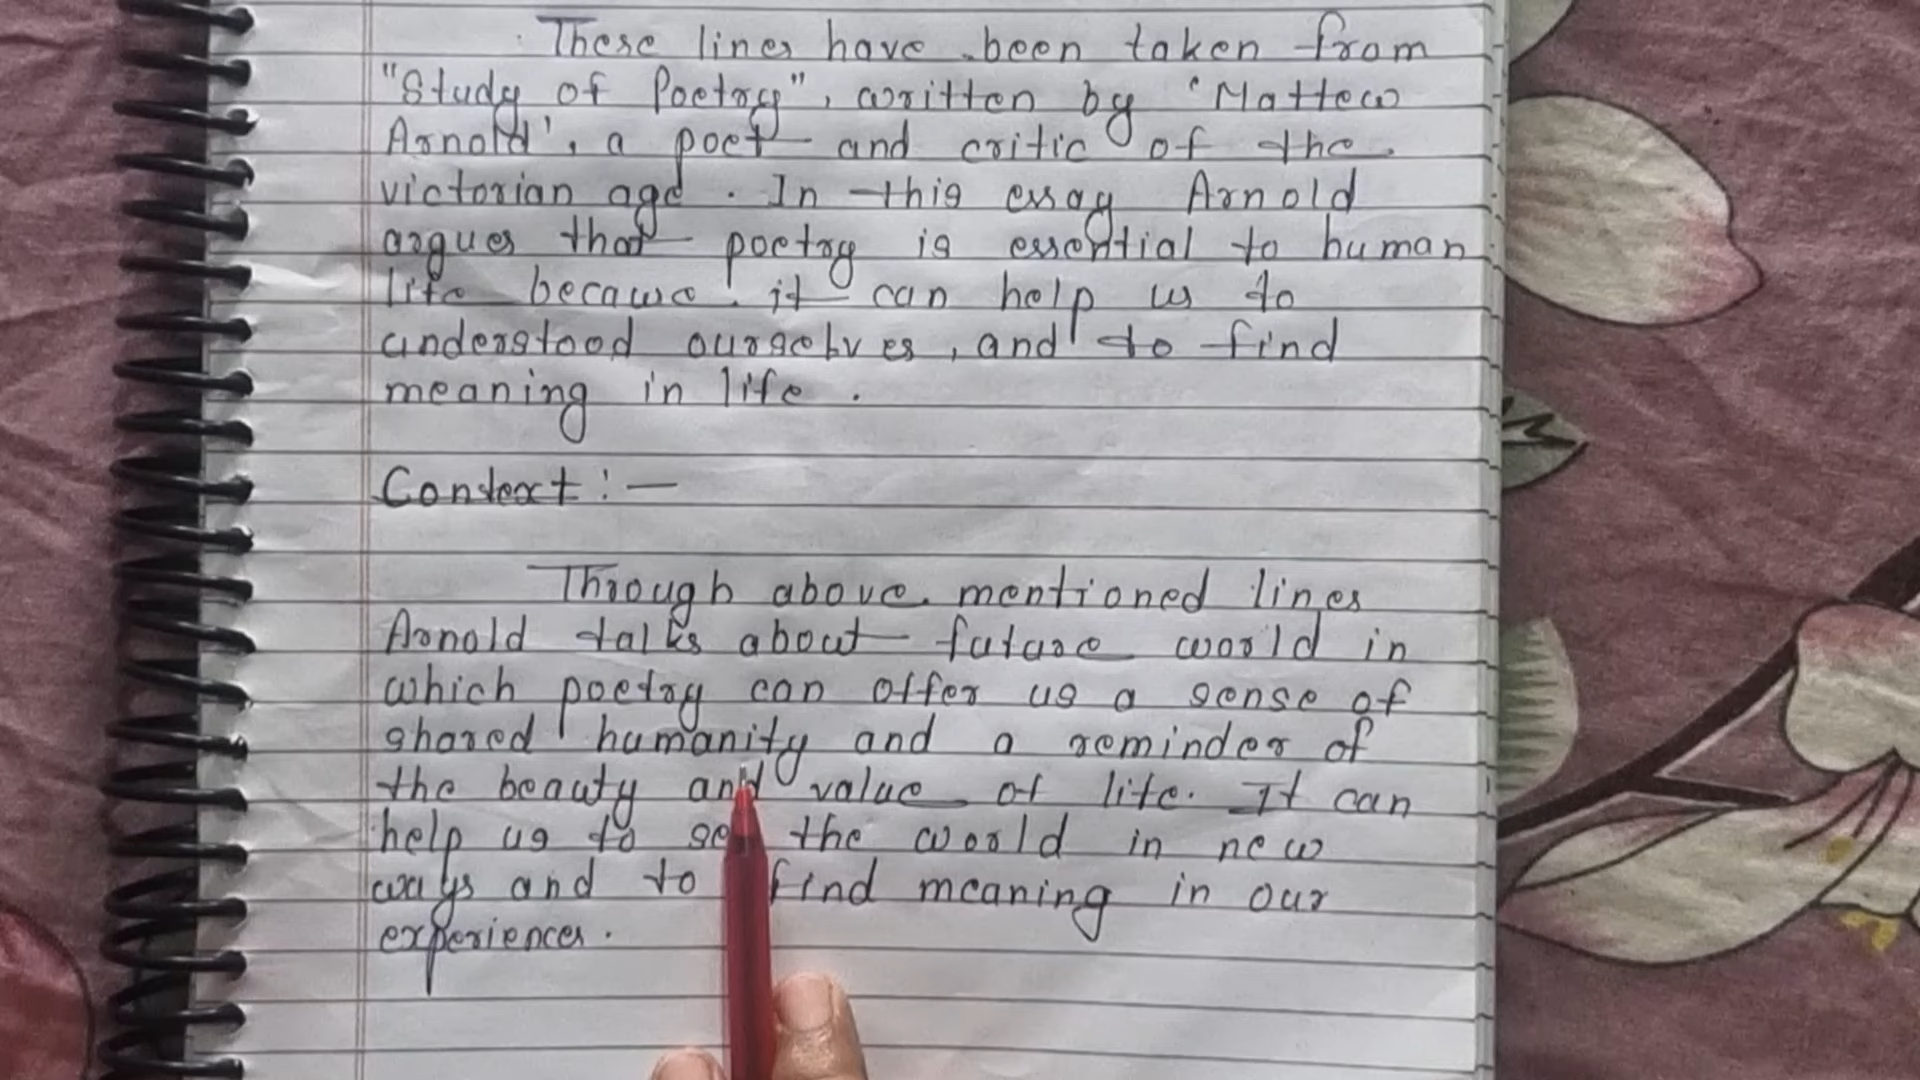 These lines have been taken from
"Study of Poetry", written by 'Mattew
Arnold', a poet and critic of the
victorian age. In this essay Arnold
argues that poetry is essential to human
life because it can help us to
understood ourselves, and to find
meaning in life.
Context :-
Through above mentioned lines
Arnold talks about future world in
which poetry can offer us a sense of
shared humanity and a reminder of
the beauty and value of life. It can
help us to see the world in new
ways and to find meaning in our
experiences.